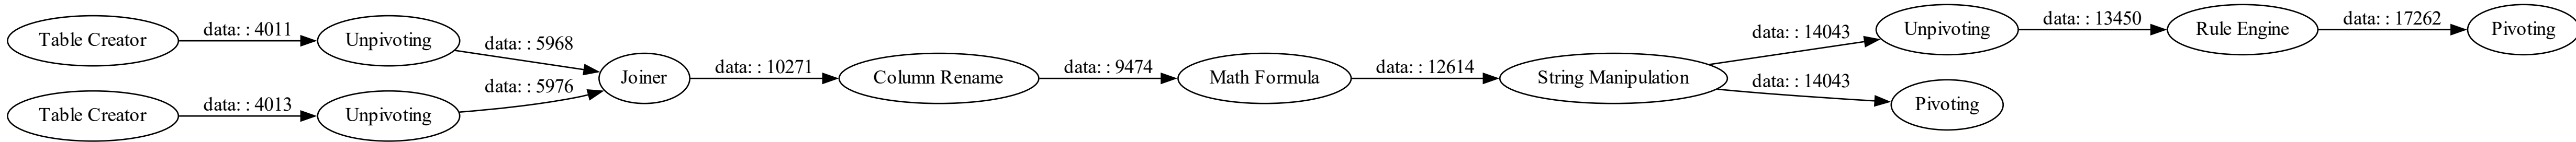 Table Creator
data: : 4011
Unpivoting
data: : 5968
Table Creator
data: : 4013
Unpivoting
data: : 5976
Joiner
data: : 10271
Column Rename
data: : 9474
Math Formula
data: : 12614
String Manipulation
data: : 14043
Unpivoting
data: : 13450
Rule Engine
data: : 17262
Pivoting
data: : 14043
Pivoting